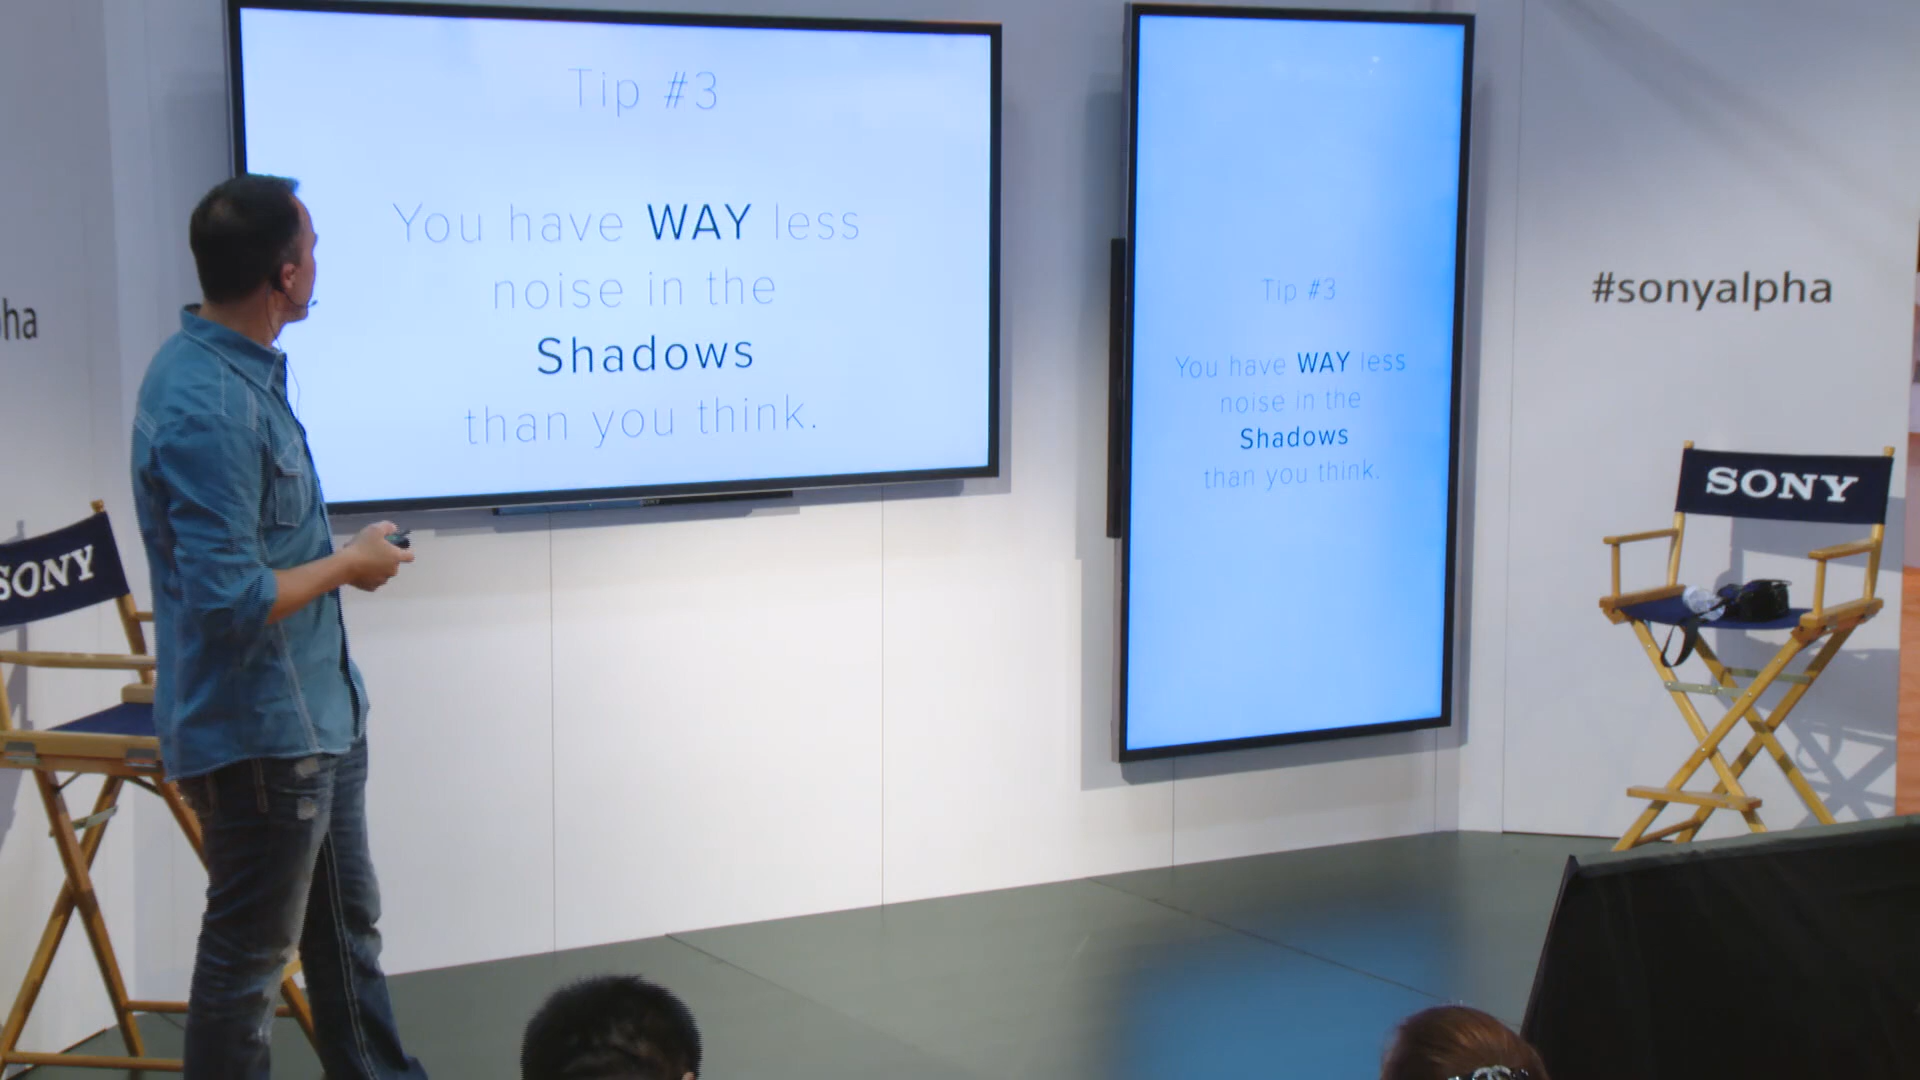 Tip #3
You have WAY less
noise in the
Shadows
than you think.
Tip #3
You have WAY less
noise in the
Shadows
than you think.
#sonyalpha
SONY
SONY
ha
SONY